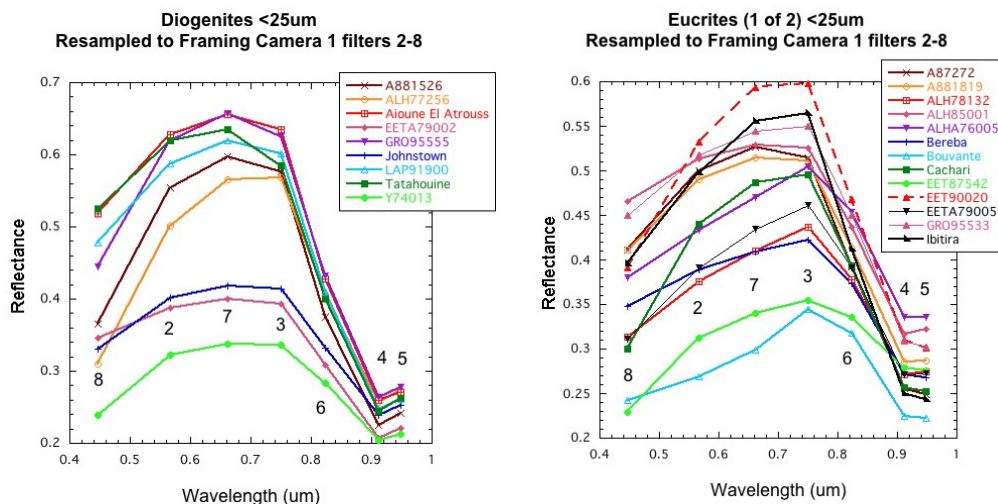 Diogenites <25um
Resampled to Framing Camera 1 filters 2-8
0.7
0.6
0.5
0.4
0.3
0.2
Reflectance
A881526
ALH77256
Aioune El Atrouss
EETA79002
GRO95555
Johnstown
LAP91900
Tatahouine
Y74013
8
2
7
3
6
4
5
0.4
0.5
0.6
0.7
0.8
0.9
1
Wavelength (um)
Eucrites (1 of 2) <25um
Resampled to Framing Camera 1 filters 2-8
0.6
0.55
0.5
0.45
0.4
0.35
0.3
0.25
0.2
Reflectance
A87272
A881819
ALH78132
ALH85001
ALHA76005
Bereba
Bouvante
Cachari
EET87542
EET90020
EETA79005
GRO95533
Ibitira
8
2
7
3
6
4
5
0.4
0.5
0.6
0.7
0.8
0.9
1
Wavelength (um)